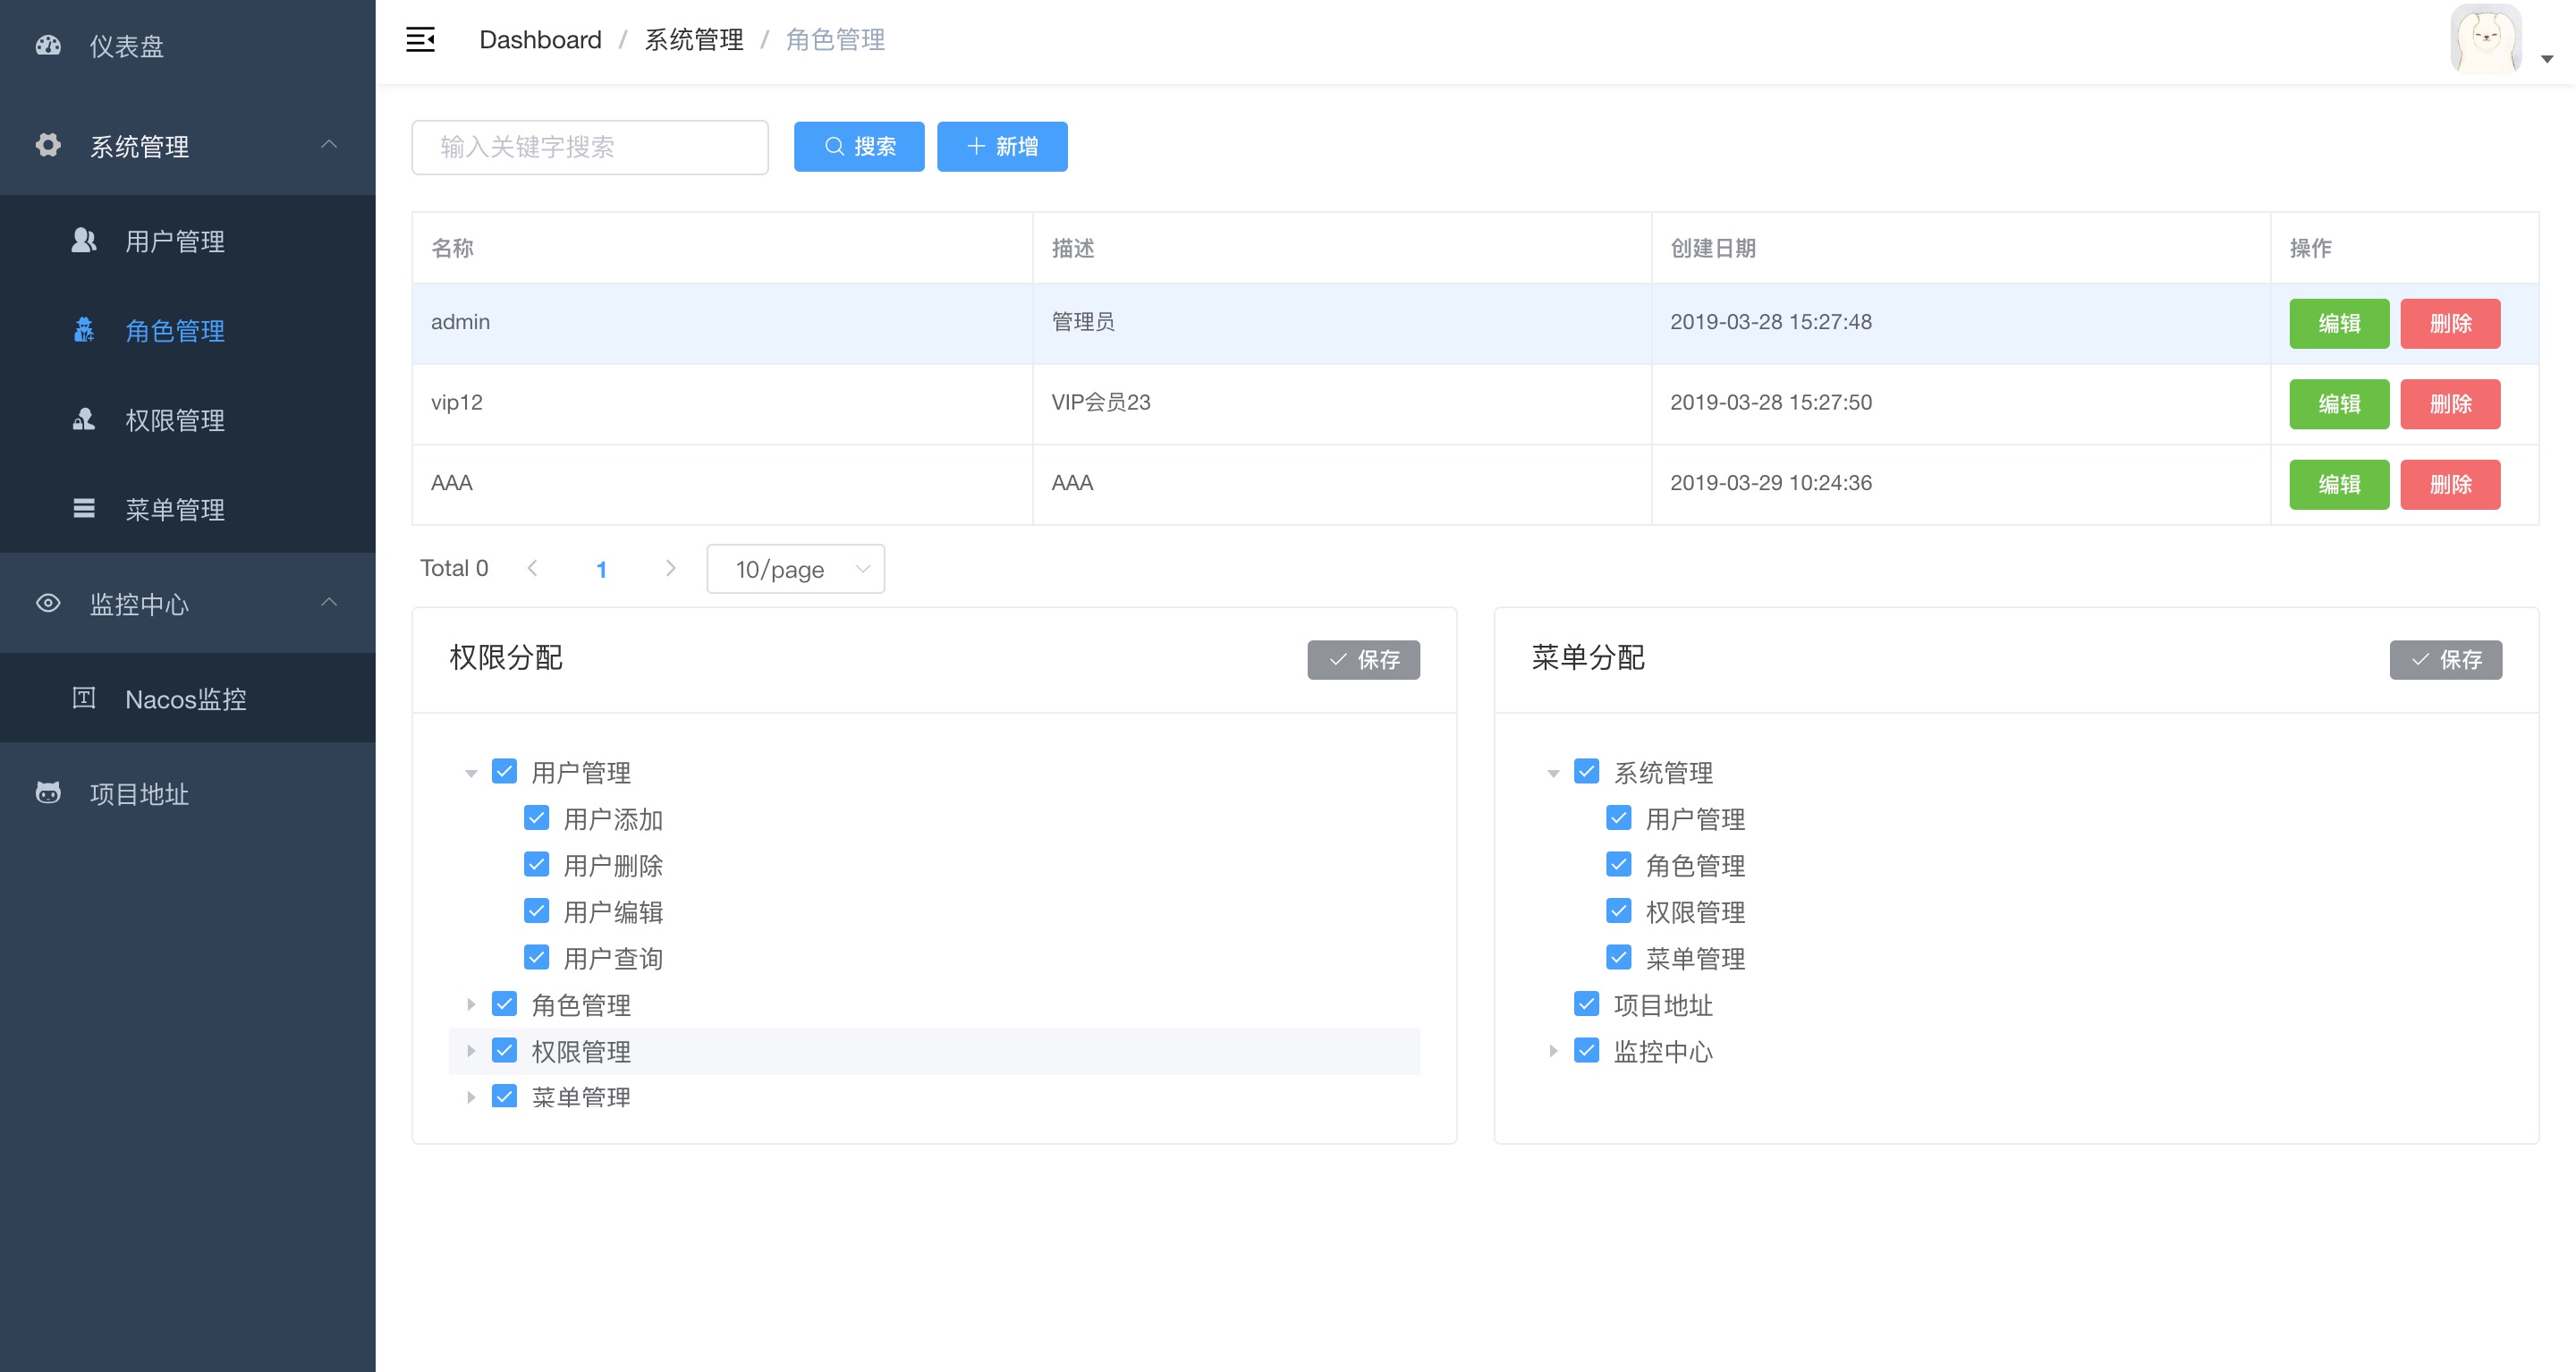 仪表盘
系统管理
用户管理
角色管理
权限管理
菜单管理
监控中心
Nacos监控
项目地址
Dashboard / 系统管理 / 角色管理
输入关键字搜索 搜索 新增
名称 描述 创建日期 操作
admin 管理员 2019-03-28 15:27:48 编辑 删除
vip12 VIP会员23 2019-03-28 15:27:50 编辑 删除
AAA AAA 2019-03-29 10:24:36 编辑 删除
Total 0 1 10/page
权限分配 保存
用户管理
用户添加
用户删除
用户编辑
用户查询
角色管理
权限管理
菜单管理
菜单分配 保存
系统管理
用户管理
角色管理
权限管理
菜单管理
项目地址
监控中心